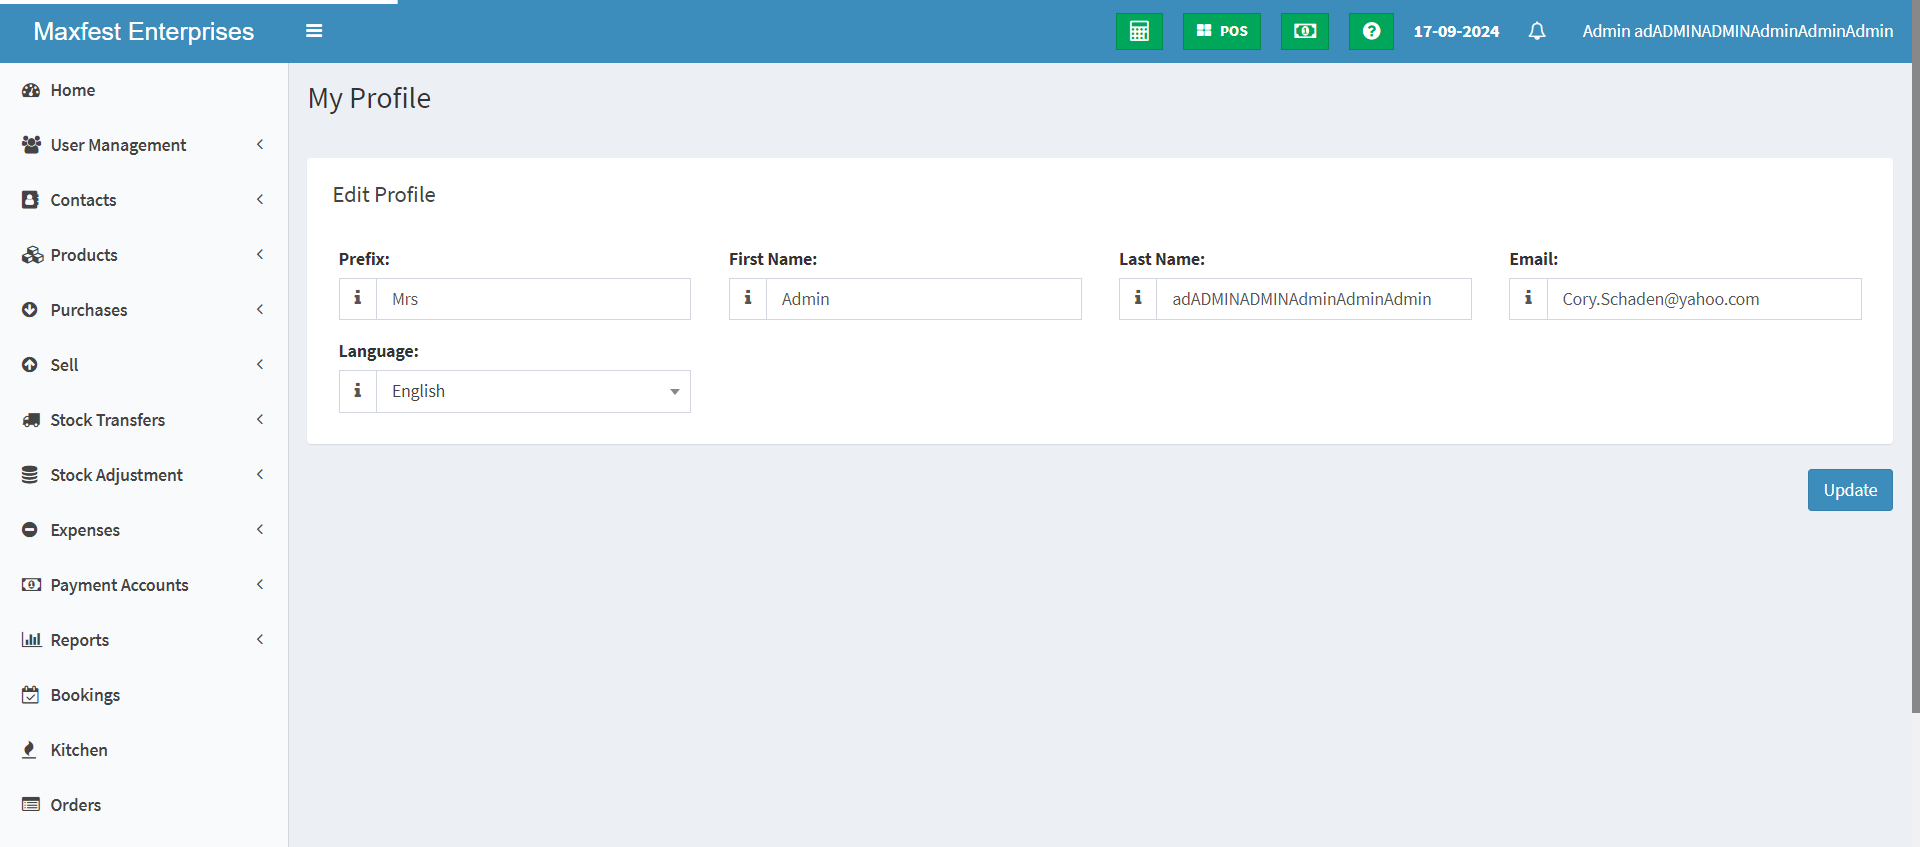 Maxfest Enterprises
POS
17-09-2024
Admin adADMINADMINAdminAdminAdmin
Home
User Management
Contacts
Products
Purchases
Sell
Stock Transfers
Stock Adjustment
Expenses
Payment Accounts
Reports
Bookings
Kitchen
Orders
My Profile
Edit Profile
Prefix:
Mrs
First Name:
Admin
Last Name:
adADMINADMINAdminAdminAdmin
Email:
Cory.Schaden@yahoo.com
Language:
English
Update